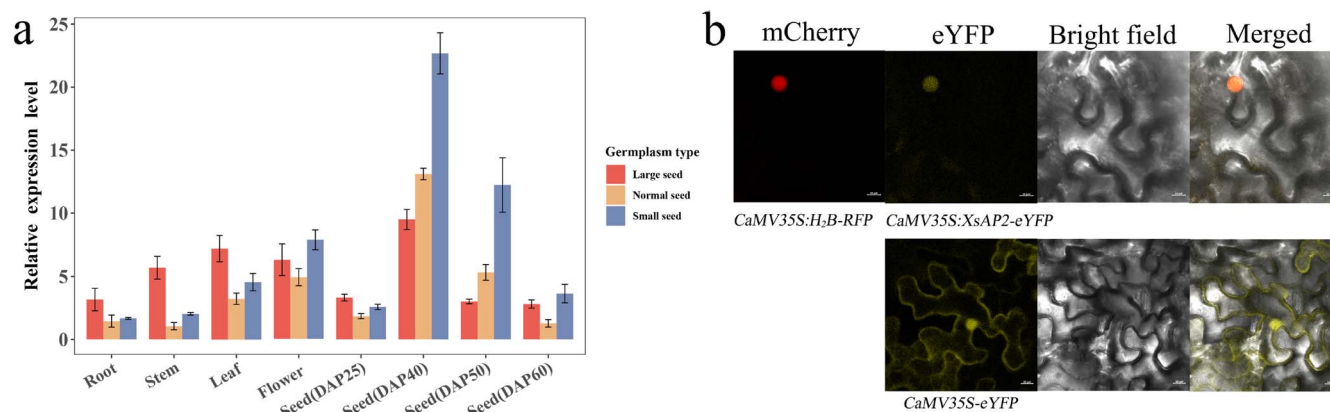 a
Relative expression level
25
20
15
10
5
0
Root
Stem
Leaf
Flower
Seed(DAP25)
Seed(DAP40)
Seed(DAP50)
Seed(DAP60)
Germplasm type
Large seed
Normal seed
Small seed
b
mCherry eYFP Bright field Merged
CaMV35S:H₂B-RFP CaMV35S:XsAP2-eYFP
CaMV35S-eYFP